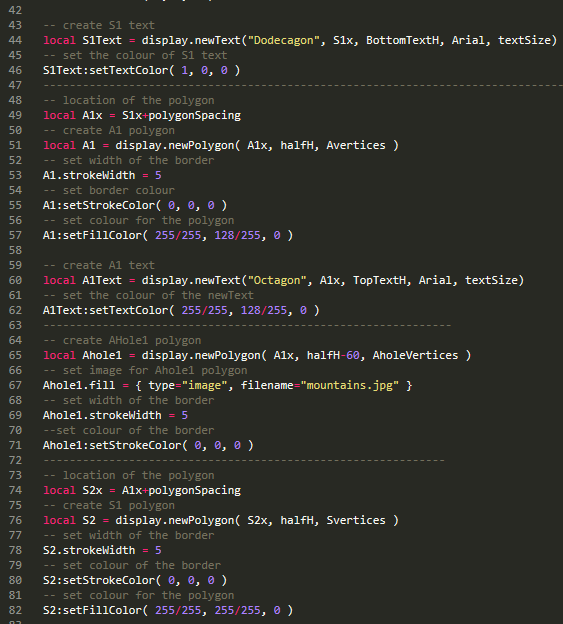 42
43 -- create S1 text
44 local S1Text = display.newText("Dodecagon", S1x, BottomTextH, Arial, textSize)
45 -- set the colour of S1 text
46 S1Text:setTextColor( 1, 0, 0 )
47 --------------------------------------------------------------------------------
48 -- location of the polygon
49 local A1x = S1x+polygonSpacing
50 -- create A1 polygon
51 local A1 = display.newPolygon( A1x, halfH, Avertices )
52 -- set width of the border
53 A1.strokeWidth = 5
54 -- set border colour
55 A1:setStrokeColor( 0, 0, 0 )
56 -- set colour for the polygon
57 A1:setFillColor( 255/255, 128/255, 0 )
58
59 -- create A1 text
60 local A1Text = display.newText("Octagon", A1x, TopTextH, Arial, textSize)
61 -- set the colour of the newText
62 A1Text:setTextColor( 255/255, 128/255, 0 )
63 --------------------------------------------------------------
64 -- create AHole1 polygon
65 local Ahole1 = display.newPolygon( A1x, halfH-60, AholeVertices )
66 -- set image for Ahole1 polygon
67 Ahole1.fill = { type="image", filename="mountains.jpg" }
68 -- set width of the border
69 Ahole1.strokeWidth = 5
70 --set colour of the border
71 Ahole1:setStrokeColor( 0, 0, 0 )
72 -------------------------------------------------------------
73 -- location of the polygon
74 local S2x = A1x+polygonSpacing
75 -- create S1 polygon
76 local S2 = display.newPolygon( S2x, halfH, Svertices )
77 -- set width of the border
78 S2.strokeWidth = 5
79 -- set colour of the border
80 S2:setStrokeColor( 0, 0, 0 )
81 -- set colour for the polygon
82 S2:setFillColor( 255/255, 255/255, 0 )